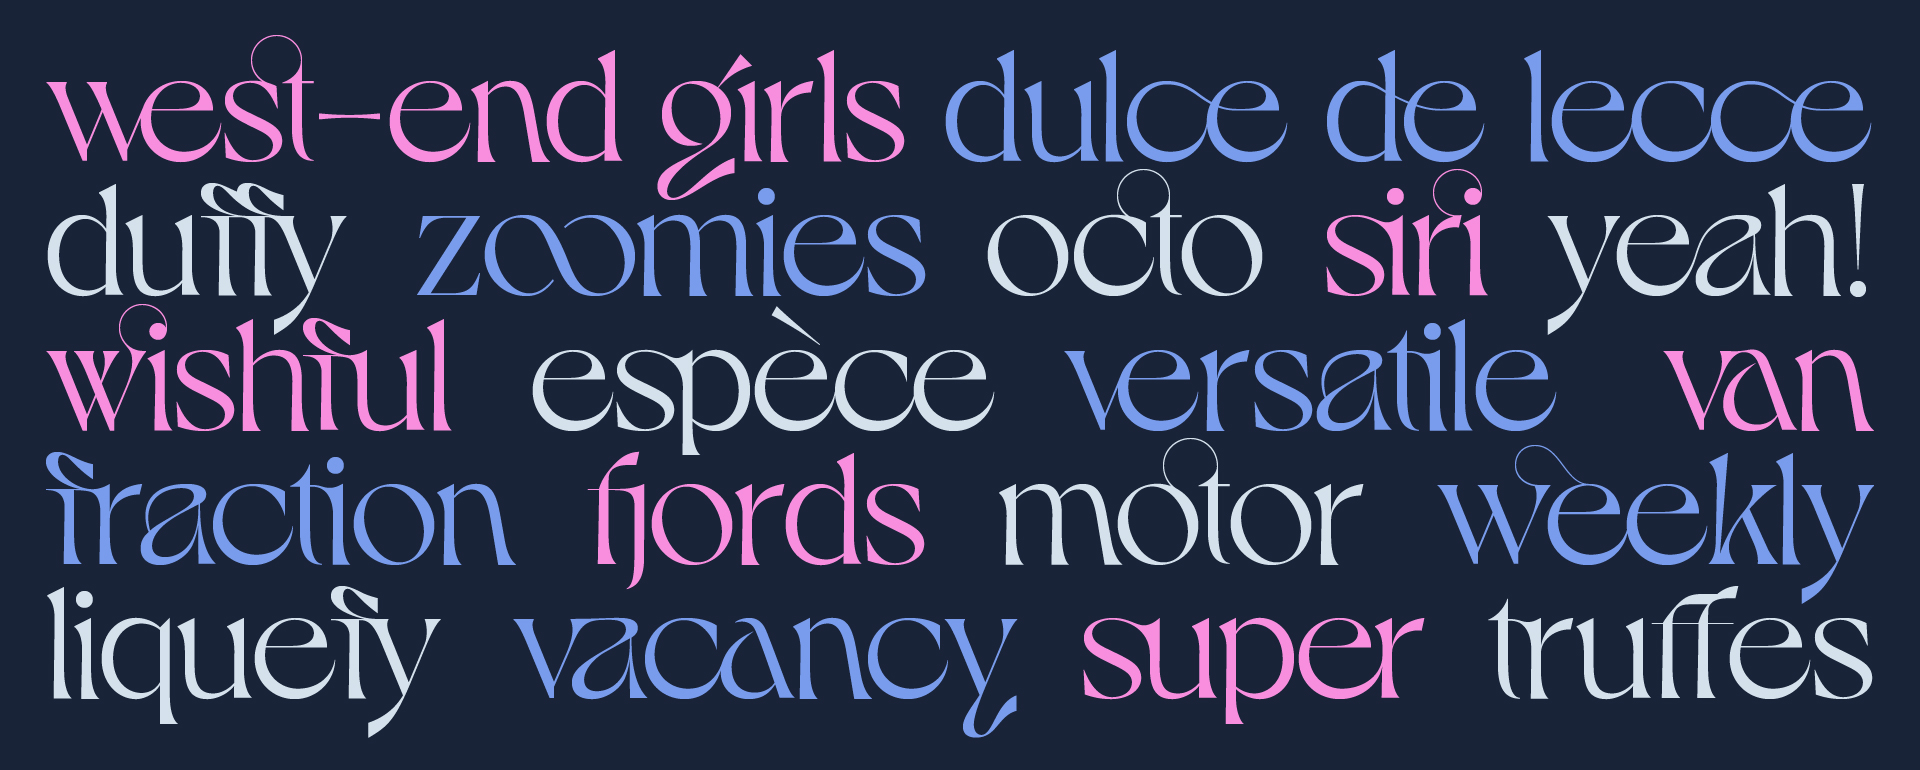 west-end girls dulce de lecce
duffy zoomies octo siri yeah!
wishful espèce versatile van
fraction fjords motor weekly
liquefy vacancy super truffes